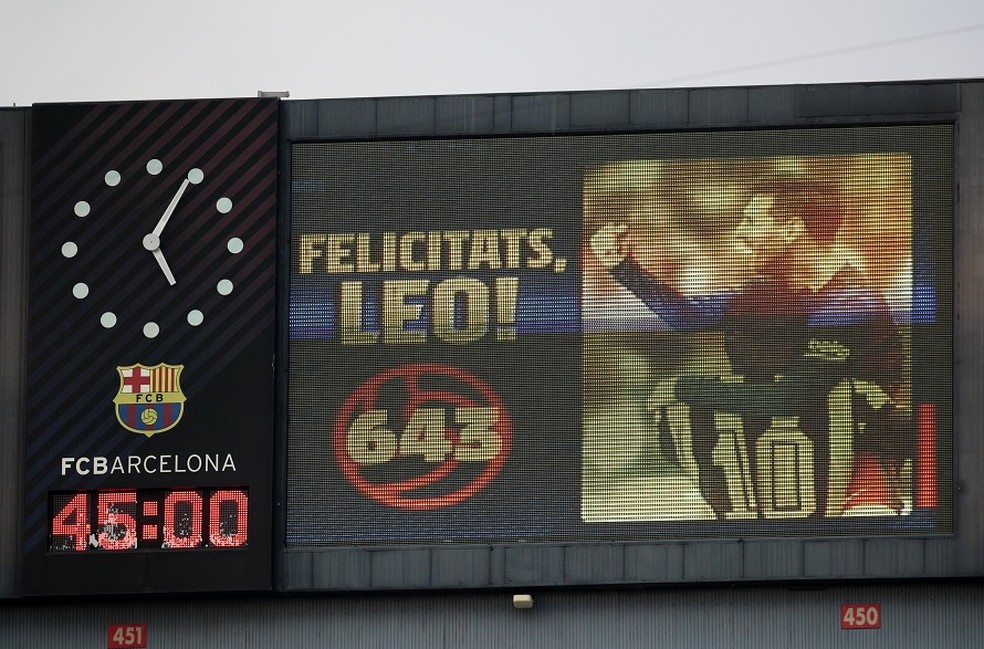 FCB
FCBARCELONA
45:00
FELICITATS,
LEO!
643
10
451
450